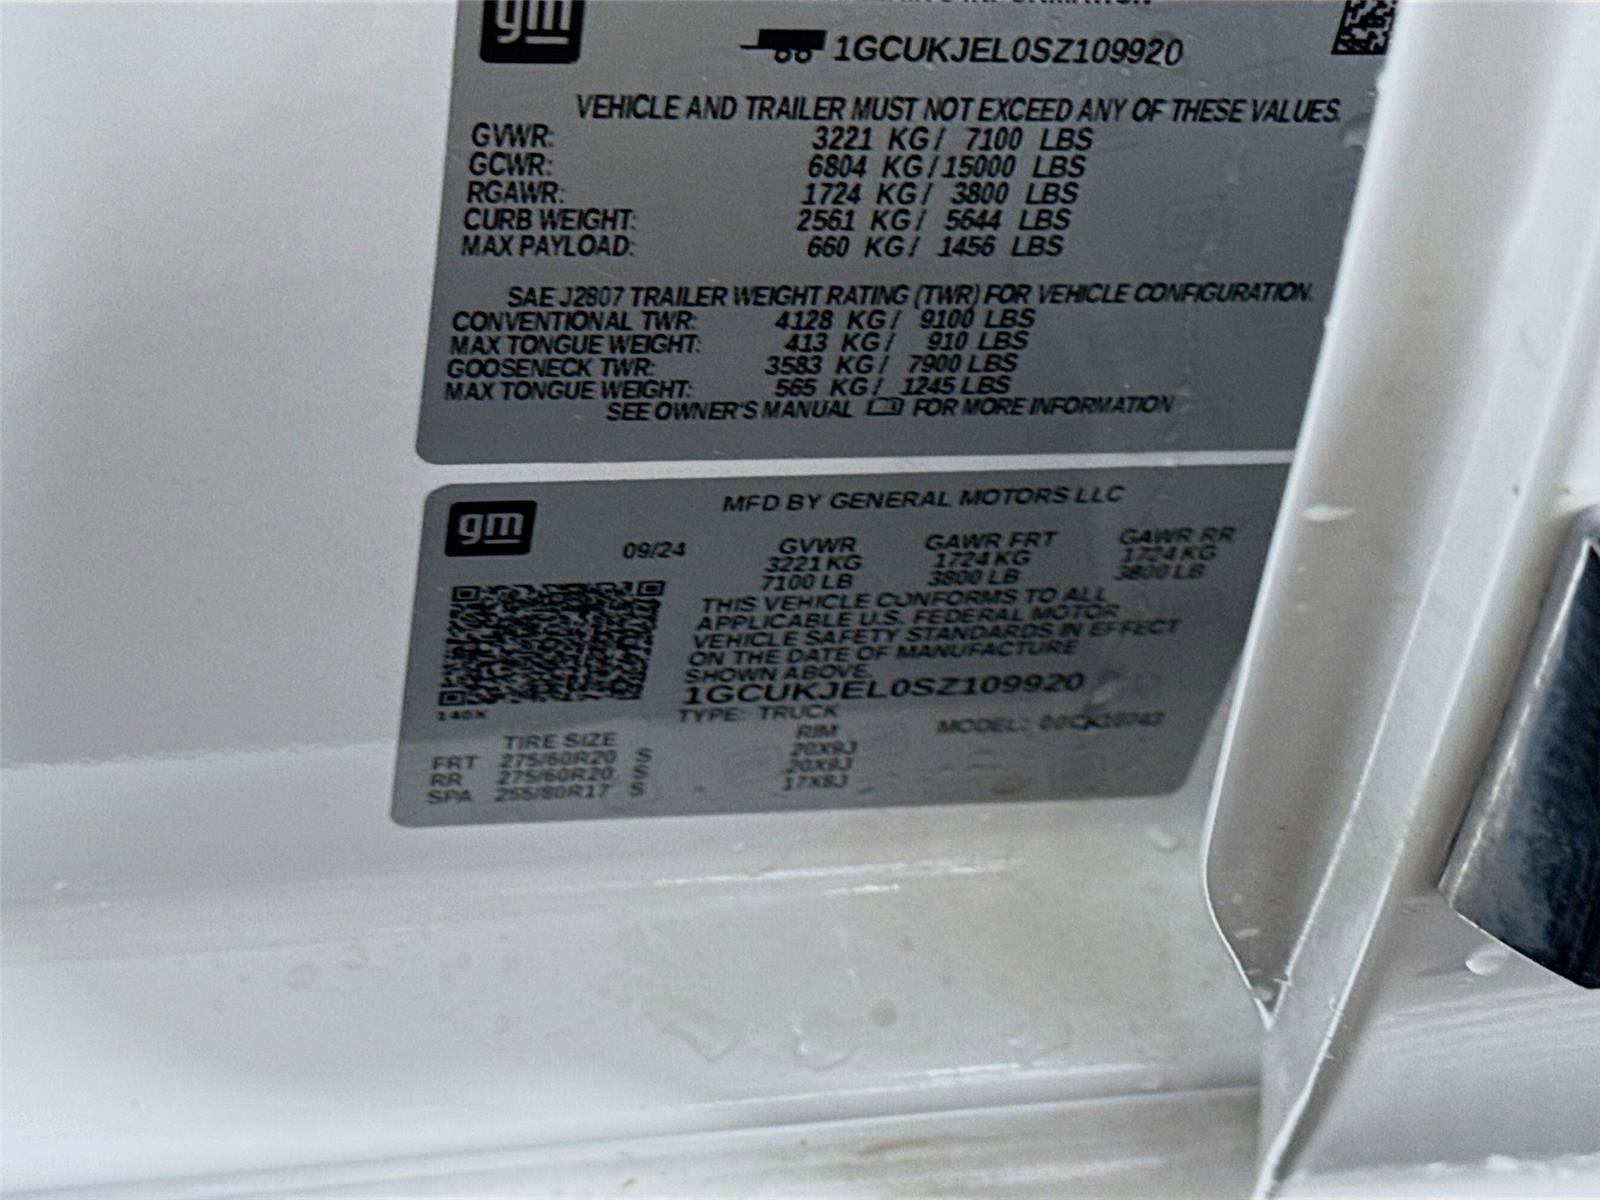 gm
INFORMATION
1GCUKJEL0SZ109920
VEHICLE AND TRAILER MUST NOT EXCEED ANY OF THESE VALUES.
GVWR: 3221 KG / 7100 LBS
GCWR: 6804 KG / 15000 LBS
RGAWR: 1724 KG / 3800 LBS
CURB WEIGHT: 2561 KG / 5644 LBS
MAX PAYLOAD: 660 KG / 1456 LBS
SAE J2807 TRAILER WEIGHT RATING (TWR) FOR VEHICLE CONFIGURATION.
CONVENTIONAL TWR: 4128 KG / 9100 LBS
MAX TONGUE WEIGHT: 413 KG / 910 LBS
GOOSENECK TWR: 3583 KG / 7900 LBS
MAX TONGUE WEIGHT: 565 KG / 1245 LBS
SEE OWNER'S MANUAL FOR MORE INFORMATION
gm
MFD BY GENERAL MOTORS LLC
09/24 GVWR GAWR FRT GAWR RR
3221 KG 1724 KG 1724 KG
7100 LB 3800 LB 3800 LB
THIS VEHICLE CONFORMS TO ALL
APPLICABLE U.S. FEDERAL MOTOR
VEHICLE SAFETY STANDARDS IN EFFECT
ON THE DATE OF MANUFACTURE
SHOWN ABOVE.
1GCUKJEL0SZ109920
140X TYPE: TRUCK MODEL:
TIRE SIZE RIM
FRT 275/60R20 S 20X9J
RR 275/60R20 S 20X9J
SPA 255/80R17 S 17X8J